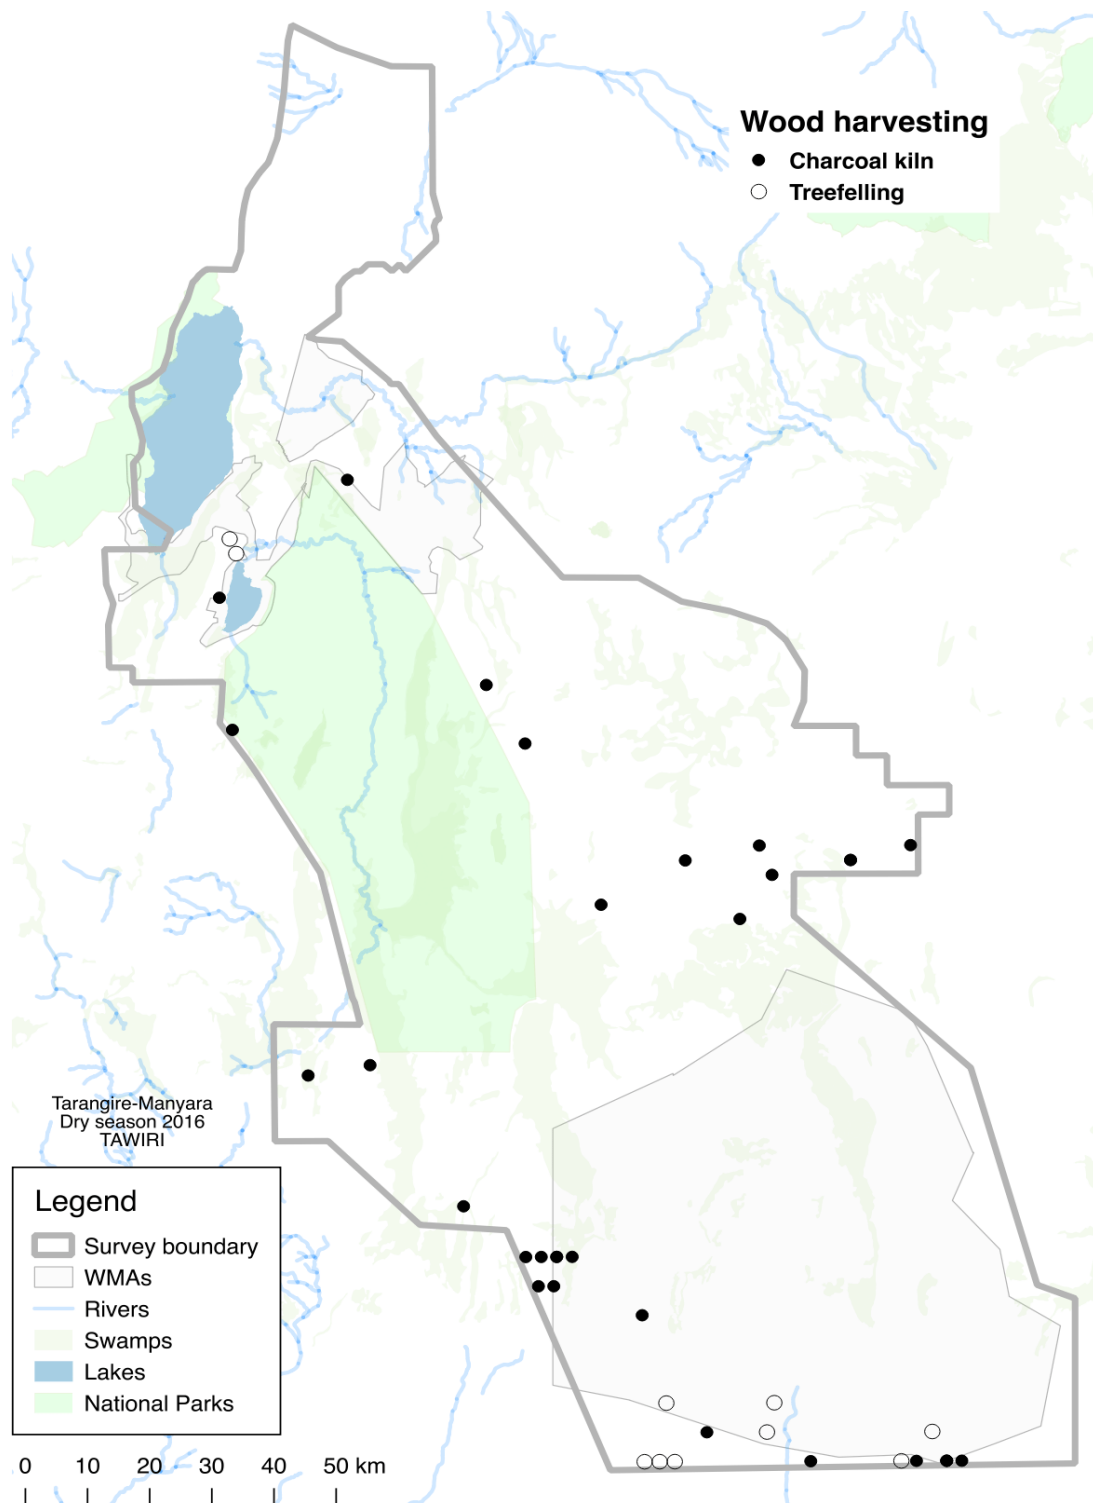 Wood harvesting
Charcoal kiln
Treefelling
Tarangire-Manyara
Dry season 2016
TAWIRI
Legend
Survey boundary
WMAs
Rivers
Swamps
Lakes
National Parks
0 10 20 30 40 50 km